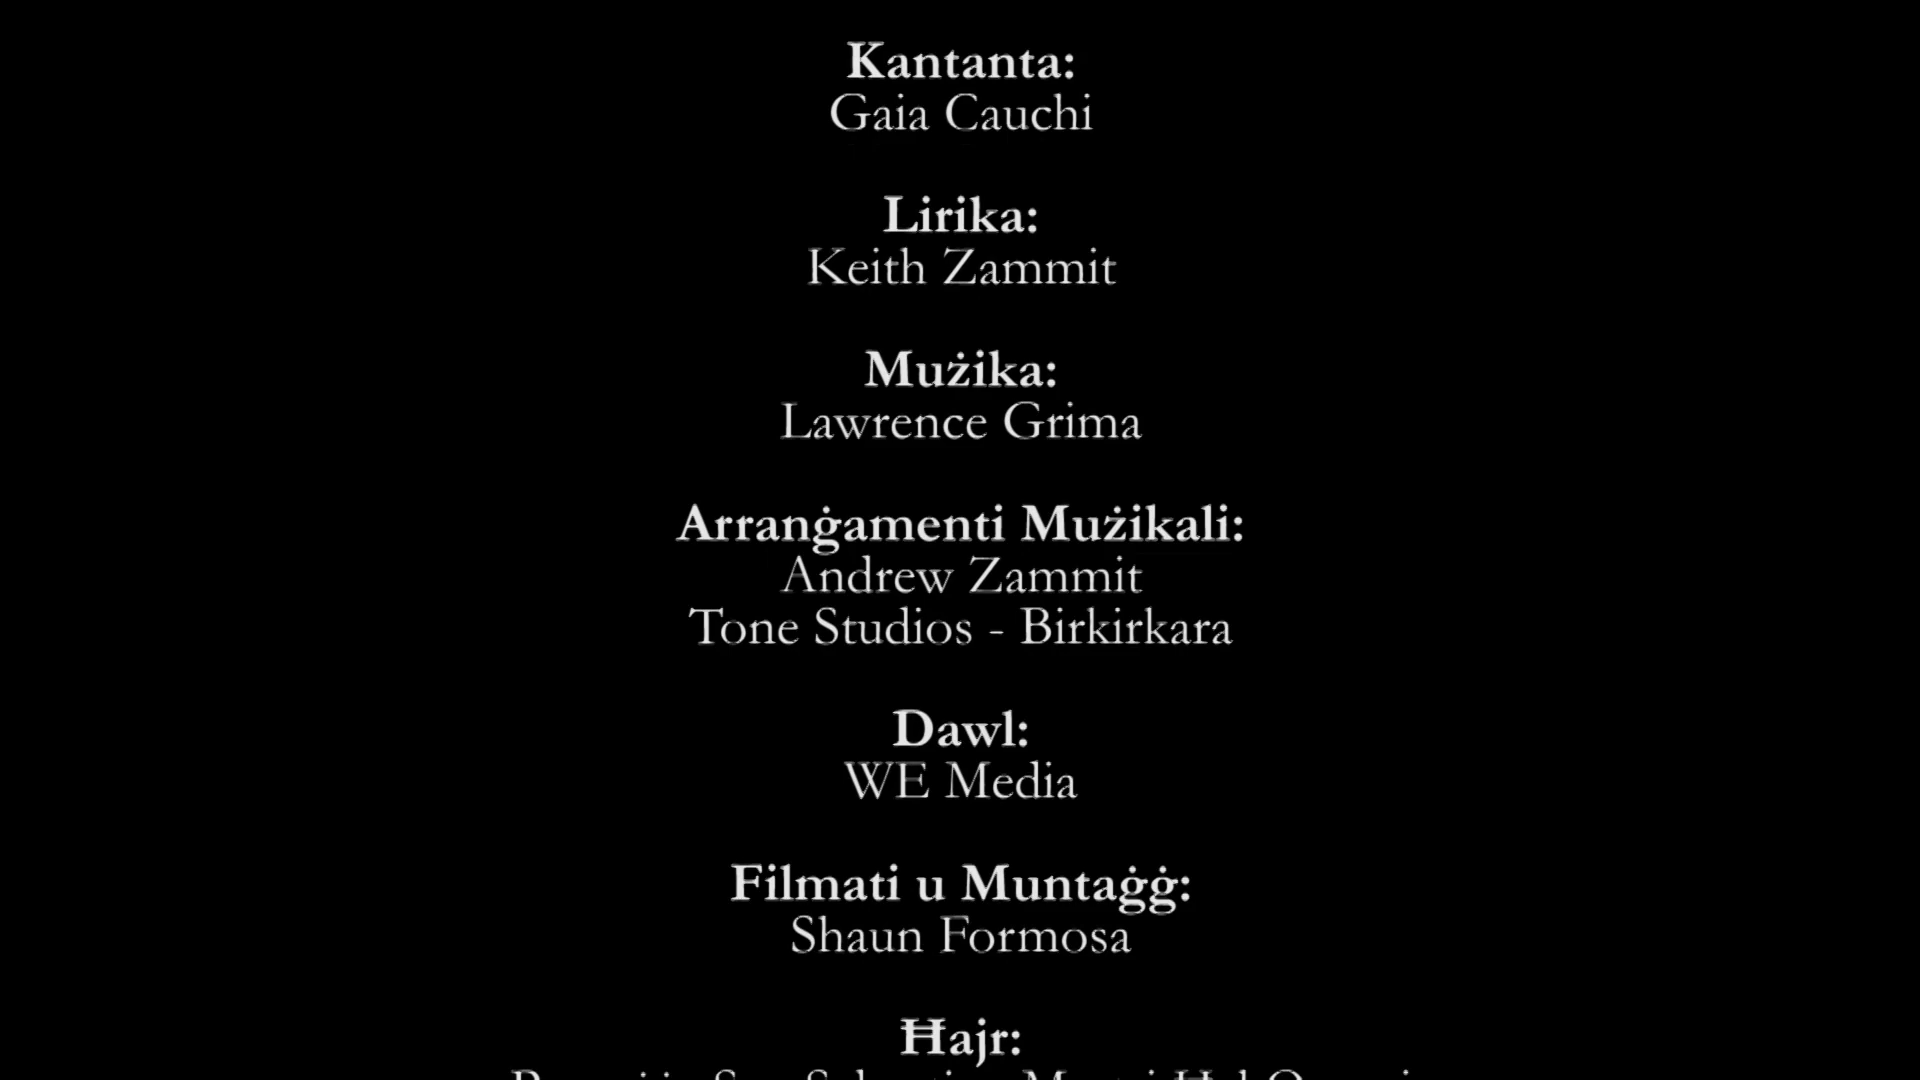 Kantanta:
Gaia Cauchi
Lirika:
Keith Zammit
Mużika:
Lawrence Grima
Arranġamenti Mużikali:
Andrew Zammit
Tone Studios - Birkirkara
Dawl:
WE Media
Filmati u Muntaġġ:
Shaun Formosa
Ħajr: